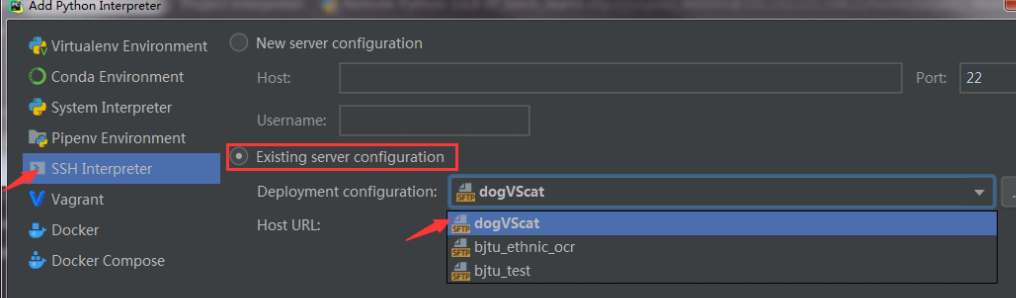 Add Python Interpreter
Virtualenv Environment
Conda Environment
System Interpreter
Pipenv Environment
SSH Interpreter
Vagrant
Docker
Docker Compose
New server configuration
Host:
Port: 22
Username:
Existing server configuration
Deployment configuration: SFTP dogVScat
Host URL:
SFTP dogVScat
SFTP bjtu_ethnic_ocr
SFTP bjtu_test